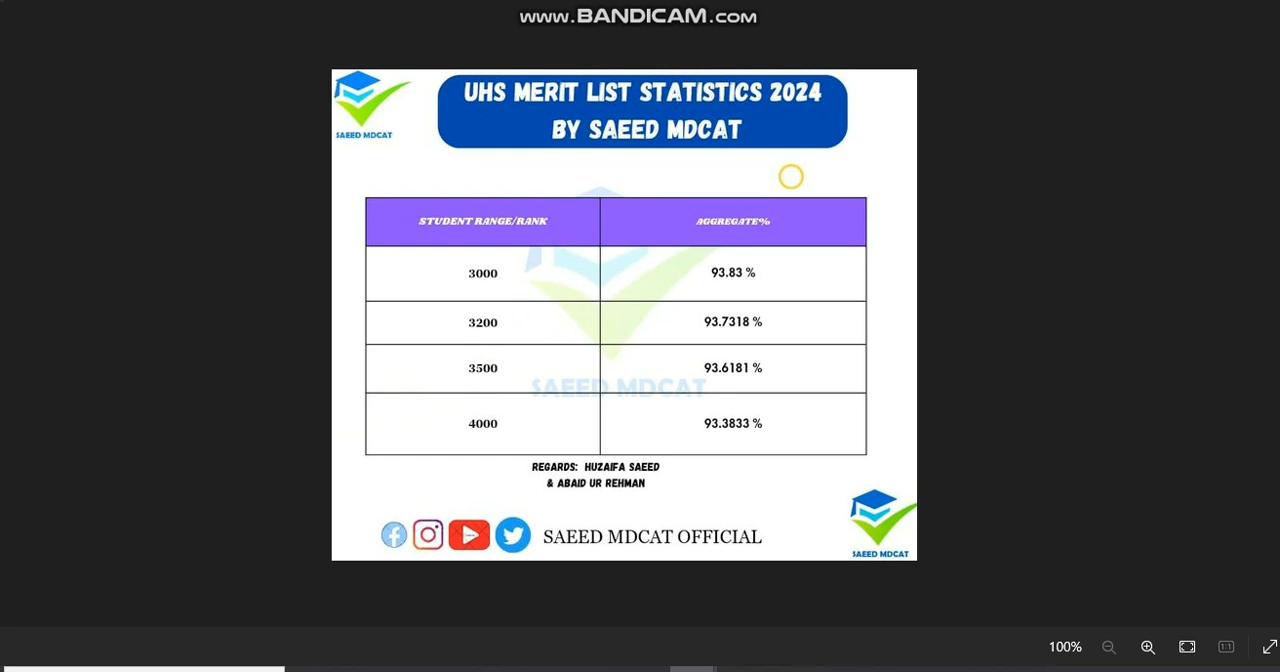 www.BANDICAM.com
SAEED MDCAT
UHS MERIT LIST STATISTICS 2024
BY SAEED MDCAT
STUDENT RANGE/RANK AGGREGATE%
3000 93.83 %
3200 93.7318 %
3500 93.6181 %
SAEED MDCAT
4000 93.3833 %
REGARDS: HUZAIFA SAEED
& ABAID UR REHMAN
SAEED MDCAT OFFICIAL
SAEED MDCAT
100% 1:1